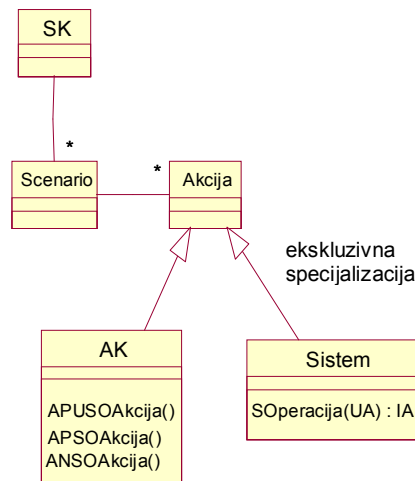 SK
*
Scenario
*
Akcija
ekskluzivna
specijalizacija
AK
APUSOAkcija()
APSOAkcija()
ANSOAkcija()
Sistem
SOperacija(UA) : IA